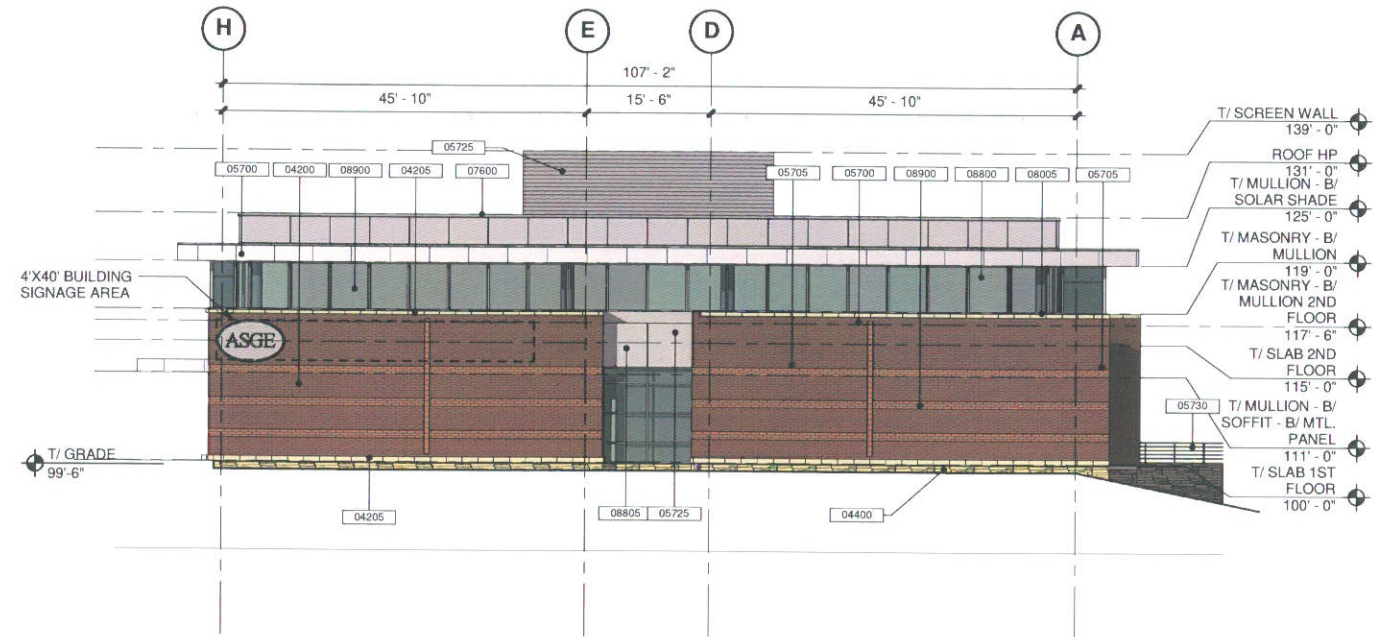 H
E
D
A
107' - 2"
45' - 10"
15' - 6"
45' - 10"
T/ SCREEN WALL
139' - 0"
05725
ROOF HP
131' - 0"
05700
04200
08900
04205
07600
05705
05700
08900
08800
08005
05705
T/ MULLION - B/
SOLAR SHADE
125' - 0"
T/ MASONRY - B/
MULLION
119' - 0"
4'X40' BUILDING
SIGNAGE AREA
T/ MASONRY - B/
MULLION 2ND
FLOOR
117' - 6"
ASGE
T/ SLAB 2ND
FLOOR
115' - 0"
05730
T/ MULLION - B/
SOFFIT - B/ MTL.
PANEL
111' - 0"
T/ GRADE
99'-6"
T/ SLAB 1ST
FLOOR
100' - 0"
04205
08805
05725
04400